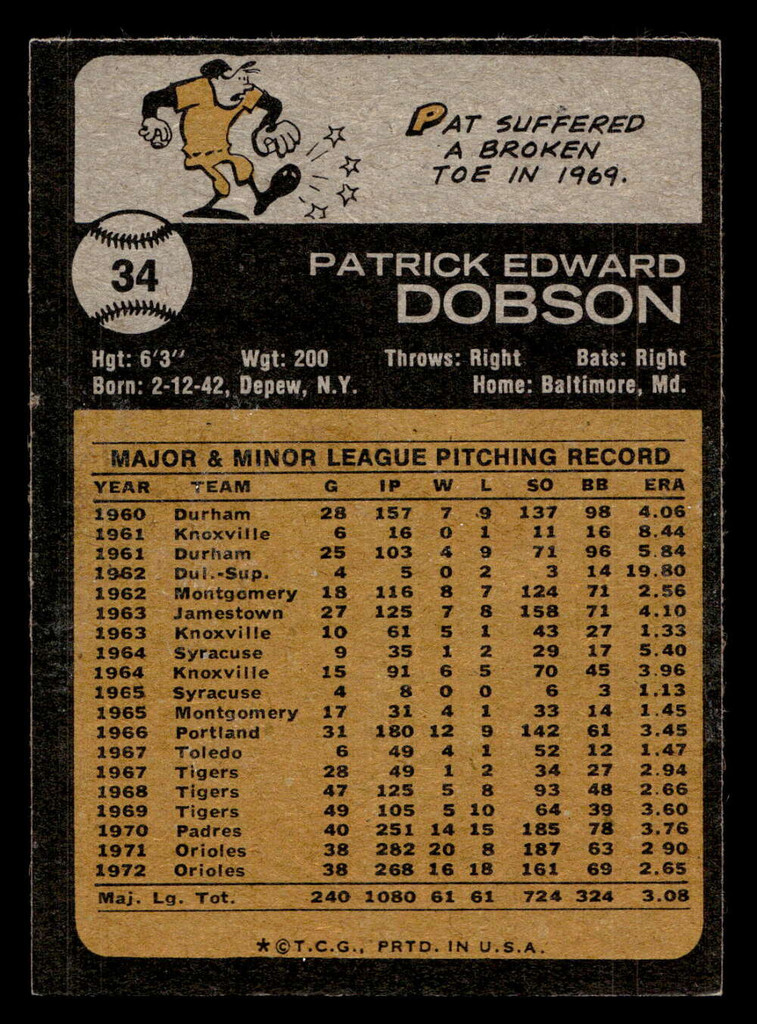 PAT SUFFERED
A BROKEN
TOE IN 1969.
34
PATRICK EDWARD
DOBSON
Hgt: 6'3" Wgt: 200 Throws: Right Bats: Right
Born: 2-12-42, Depew, N.Y. Home: Baltimore, Md.
MAJOR & MINOR LEAGUE PITCHING RECORD
YEAR TEAM G IP W L SO BB ERA
1960 Durham 28 157 7 9 137 98 4.06
1961 Knoxville 6 16 0 1 11 16 8.44
1961 Durham 25 103 4 9 71 96 5.84
1962 Dul.-Sup. 4 5 0 2 3 14 19.80
1962 Montgomery 18 116 8 7 124 71 2.56
1963 Jamestown 27 125 7 8 158 71 4.10
1963 Knoxville 10 61 5 1 43 27 1.33
1964 Syracuse 9 35 1 2 29 17 5.40
1964 Knoxville 15 91 6 5 70 45 3.96
1965 Syracuse 4 8 0 0 6 3 1.13
1965 Montgomery 17 31 4 1 33 14 1.45
1966 Portland 31 180 12 9 142 61 3.45
1967 Toledo 6 49 4 1 52 12 1.47
1967 Tigers 28 49 1 2 34 27 2.94
1968 Tigers 47 125 5 8 93 48 2.66
1969 Tigers 49 105 5 10 64 39 3.60
1970 Padres 40 251 14 15 185 78 3.76
1971 Orioles 38 282 20 8 187 63 2 90
1972 Orioles 38 268 16 18 161 69 2.65
Maj. Lg. Tot. 240 1080 61 61 724 324 3.08
*©T.C.G., PRTD. IN U.S.A.